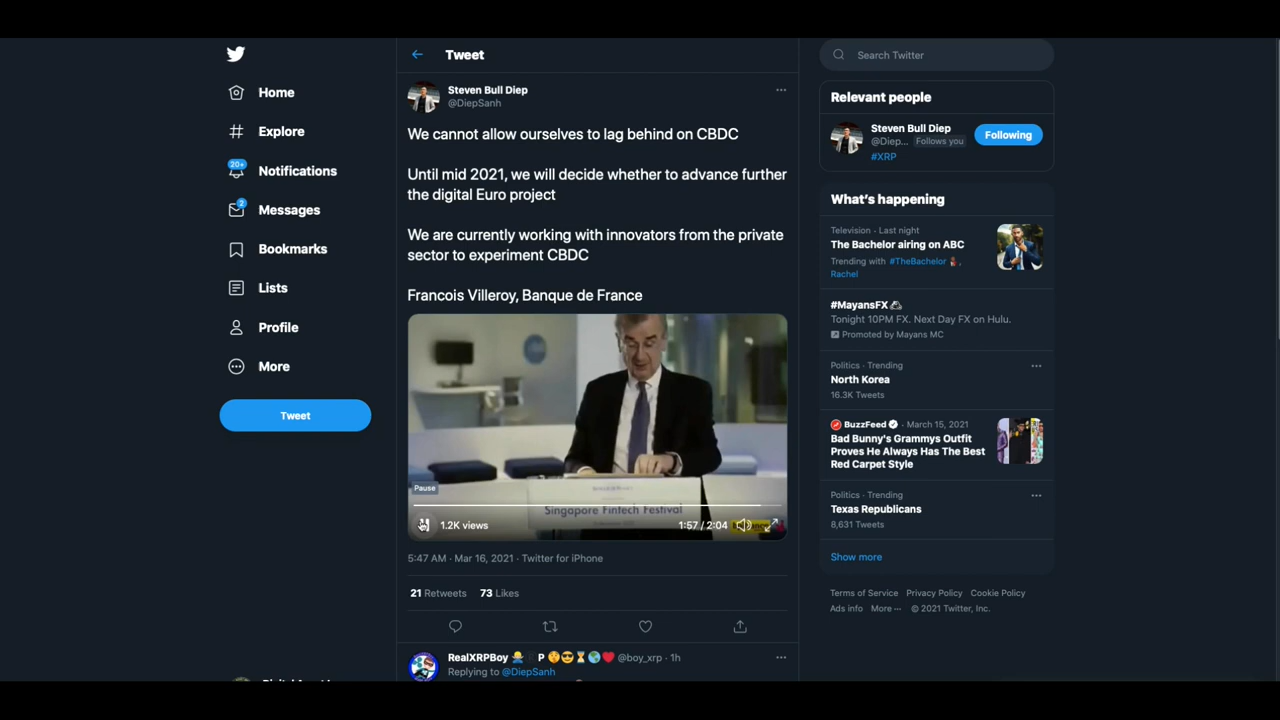 Home
Explore
20+
Notifications
2
Messages
Bookmarks
Lists
Profile
More
Tweet
Tweet
Steven Bull Diep
@DiepSanh
We cannot allow ourselves to lag behind on CBDC
Until mid 2021, we will decide whether to advance further
the digital Euro project
We are currently working with innovators from the private
sector to experiment CBDC
Francois Villeroy, Banque de France
Pause
Singapore Fintech Festival
1.2K views
1:57 / 2:04
5:47 AM · Mar 16, 2021 · Twitter for iPhone
21 Retweets 73 Likes
RealXRPBoy P @boy_xrp · 1h
Replying to @DiepSanh
Search Twitter
Relevant people
Steven Bull Diep
@Diep... Follows you
#XRP
Following
What's happening
Television · Last night
The Bachelor airing on ABC
Trending with #TheBachelor ,
Rachel
#MayansFX
Tonight 10PM FX. Next Day FX on Hulu.
Promoted by Mayans MC
Politics · Trending
North Korea
16.3K Tweets
BuzzFeed · March 15, 2021
Bad Bunny's Grammys Outfit
Proves He Always Has The Best
Red Carpet Style
Politics · Trending
Texas Republicans
8,631 Tweets
Show more
Terms of Service Privacy Policy Cookie Policy
Ads info More ··· © 2021 Twitter, Inc.